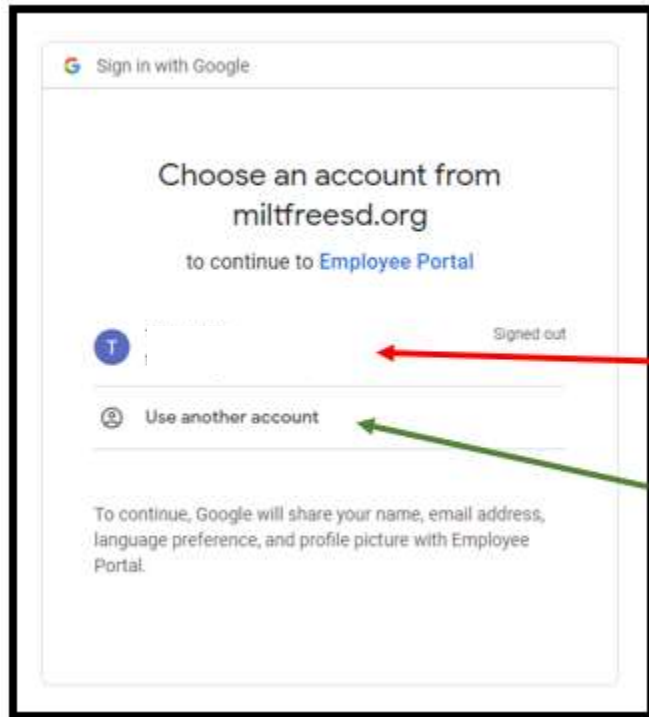 Sign in with Google
Choose an account from
miltfreesd.org
to continue to Employee Portal
T
Signed out
Use another account
To continue, Google will share your name, email address,
language preference, and profile picture with Employee
Portal.